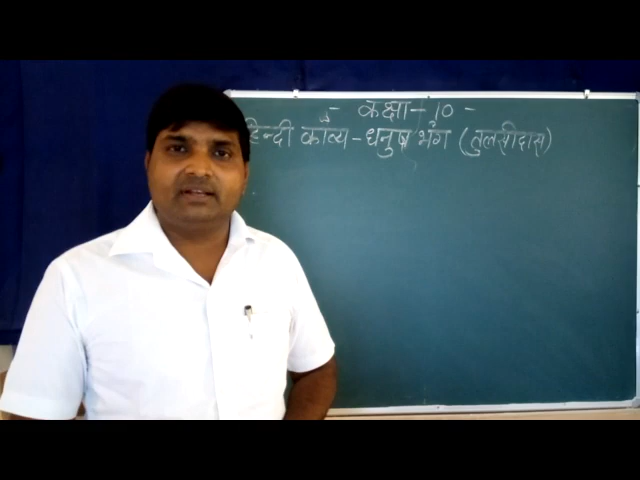 - कक्षा-10 -
हिन्दी काव्य-धनुष भंग (तुलसीदास)